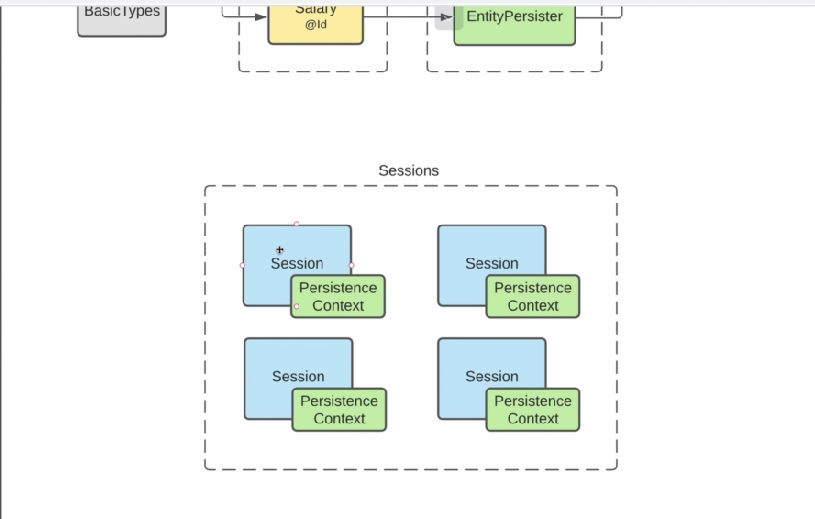 BasicTypes
Salary
@Id
EntityPersister
Sessions
Session
Persistence
Context
Session
Persistence
Context
Session
Persistence
Context
Session
Persistence
Context